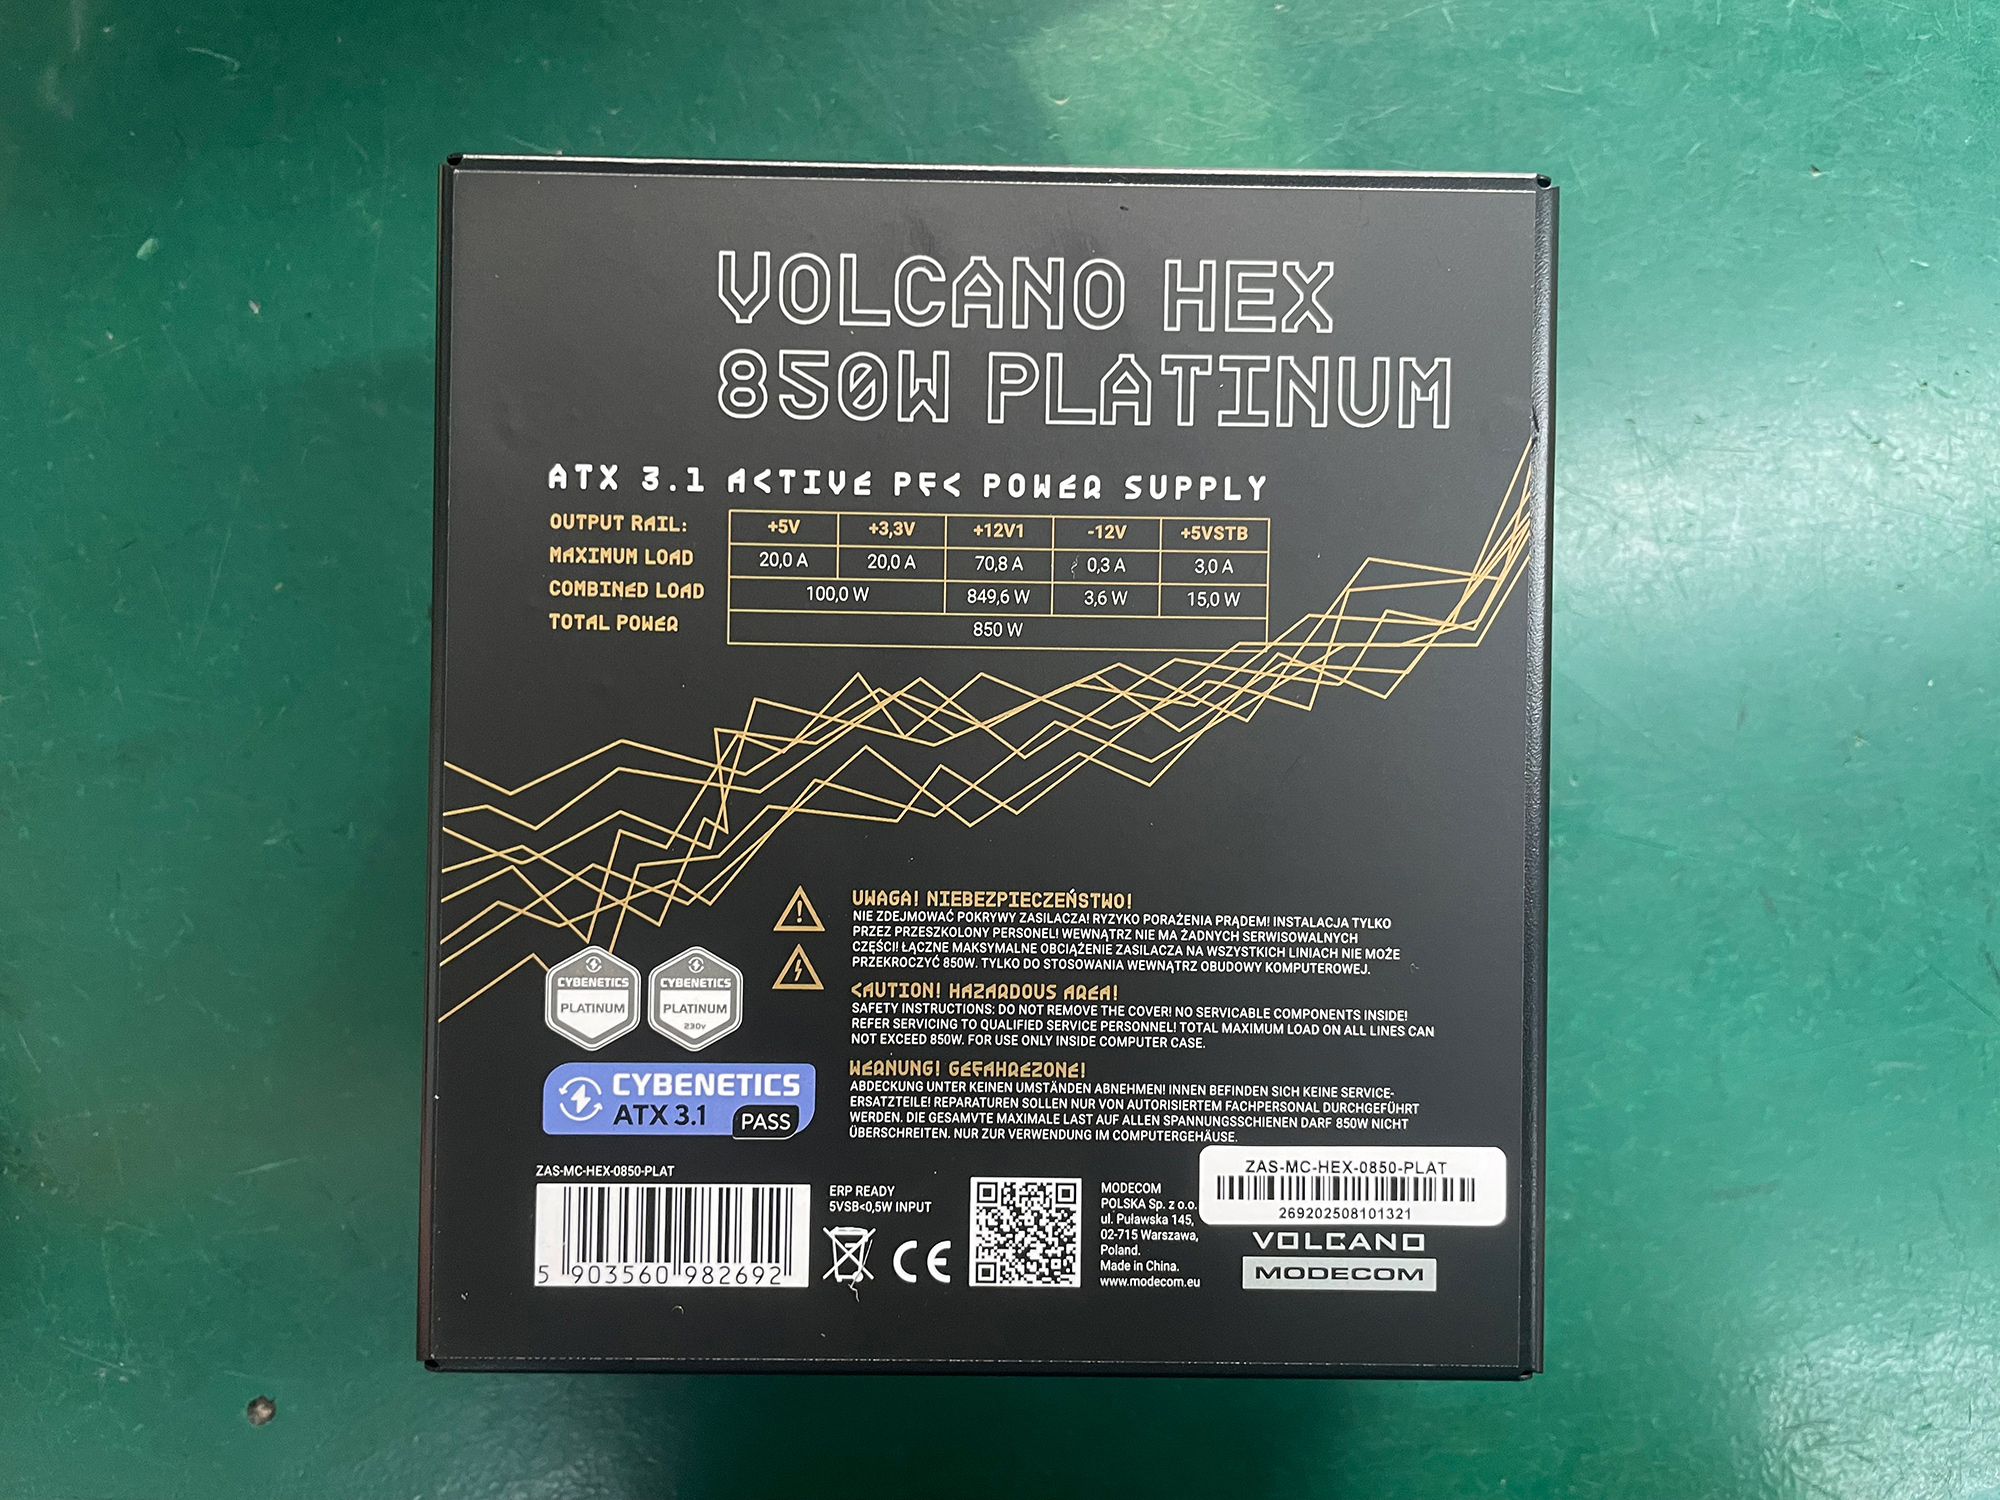 VOLCANO HEX
850W PLATINUM
ATX 3.1 ACTIVE PFC POWER SUPPLY
OUTPUT RAIL: +5V +3,3V +12V1 -12V +5VSTB
MAXIMUM LOAD 20,0 A 20,0 A 70,8 A 0,3 A 3,0 A
COMBINED LOAD 100,0 W 849,6 W 3,6 W 15,0 W
TOTAL POWER 850 W
UWAGA! NIEBEZPIECZEŃSTWO!
NIE ZDEJMOWAĆ POKRYWY ZASILACZA! RYZYKO PORAŻENIA PRĄDEM! INSTALACJA TYLKO
PRZEZ PRZESZKOLONY PERSONEL! WEWNĄTRZ NIE MA ŻADNYCH SERWISOWALNYCH
CZĘŚCI! ŁĄCZNE MAKSYMALNE OBCIĄŻENIE ZASILACZA NA WSZYSTKICH LINIACH NIE MOŻE
PRZEKROCZYĆ 850W. TYLKO DO STOSOWANIA WEWNĄTRZ OBUDOWY KOMPUTEROWEJ.
CAUTION! HAZARDOUS AREA!
SAFETY INSTRUCTIONS: DO NOT REMOVE THE COVER! NO SERVICABLE COMPONENTS INSIDE!
REFER SERVICING TO QUALIFIED SERVICE PERSONNEL! TOTAL MAXIMUM LOAD ON ALL LINES CAN
NOT EXCEED 850W. FOR USE ONLY INSIDE COMPUTER CASE.
WERNUNG! GEFAHREZONE!
ABDECKUNG UNTER KEINEN UMSTÄNDEN ABNEHMEN! INNEN BEFINDEN SICH KEINE SERVICE-
ERSATZTEILE! REPARATUREN SOLLEN NUR VON AUTORISIERTEM FACHPERSONAL DURCHGEFÜHRT
WERDEN. DIE GESAMVTE MAXIMALE LAST AUF ALLEN SPANNUNGSSCHIENEN DARF 850W NICHT
ÜBERSCHREITEN. NUR ZUR VERWENDUNG IM COMPUTERGEHÄUSE.
CYBENETICS
PLATINUM
CYBENETICS
PLATINUM
230v
CYBENETICS
ATX 3.1 PASS
ZAS-MC-HEX-0850-PLAT
5 903560 982692
ERP READY
5VSB<0,5W INPUT
CE
MODECOM
POLSKA Sp. z o.o.
ul. Puławska 145,
02-715 Warszawa,
Poland.
Made in China.
www.modecom.eu
ZAS-MC-HEX-0850-PLAT
269202508101321
VOLCANO
MODECOM